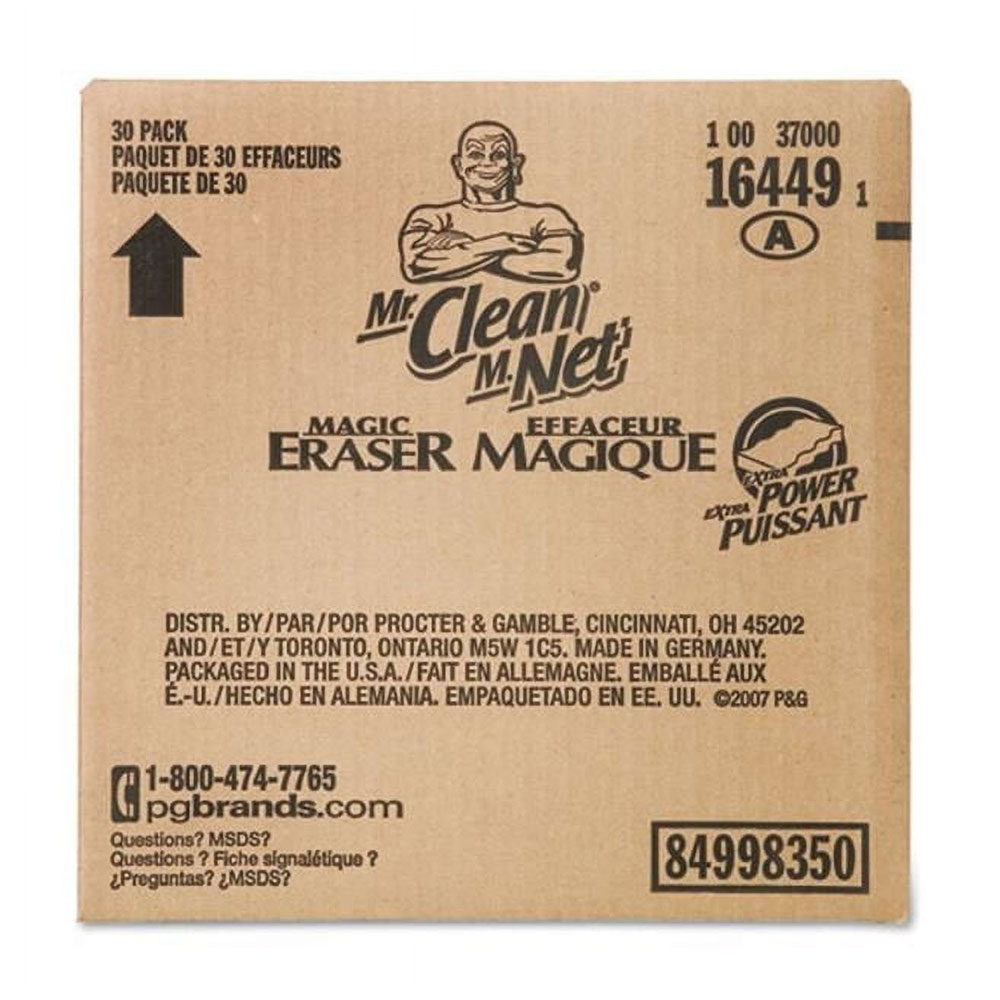 30 PACK
PAQUET DE 30 EFFACEURS
PAQUETE DE 30
1 00 37000
16449 1
A
Mr. Clean®
M. Net
MAGIC
ERASER
EFFACEUR
MAGIQUE
EXTRA POWER
EXTRA PUISSANT
DISTR. BY/PAR/POR PROCTER & GAMBLE, CINCINNATI, OH 45202
AND/ET/Y TORONTO, ONTARIO M5W 1C5. MADE IN GERMANY.
PACKAGED IN THE U.S.A./FAIT EN ALLEMAGNE. EMBALLÉ AUX
É.-U./HECHO EN ALEMANIA. EMPAQUETADO EN EE. UU. ©2007 P&G
1-800-474-7765
pgbrands.com
Questions? MSDS?
Questions ? Fiche signalétique ?
¿Preguntas? ¿MSDS?
84998350